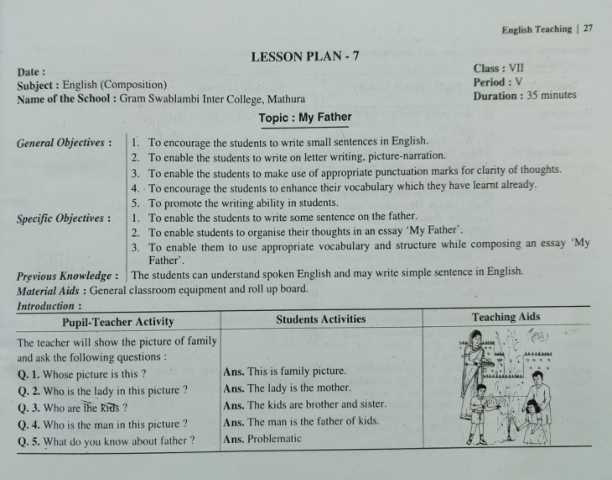 English Teaching | 27
LESSON PLAN - 7
Date :
Class : VII
Subject : English (Composition)
Period : V
Name of the School : Gram Swablambi Inter College, Mathura
Duration : 35 minutes
Topic : My Father
General Objectives : 1. To encourage the students to write small sentences in English.
2. To enable the students to write on letter writing, picture-narration.
3. To enable the students to make use of appropriate punctuation marks for clarity of thoughts.
4. To encourage the students to enhance their vocabulary which they have learnt already.
5. To promote the writing ability in students.
Specific Objectives : 1. To enable the students to write some sentence on the father.
2. To enable students to organise their thoughts in an essay 'My Father'.
3. To enable them to use appropriate vocabulary and structure while composing an essay 'My
Father'.
Previous Knowledge : The students can understand spoken English and may write simple sentence in English.
Material Aids : General classroom equipment and roll up board.
Introduction :
Pupil-Teacher Activity Students Activities Teaching Aids
The teacher will show the picture of family
and ask the following questions :
Q. 1. Whose picture is this ? Ans. This is family picture.
Q. 2. Who is the lady in this picture ? Ans. The lady is the mother.
Q. 3. Who are the kids ? Ans. The kids are brother and sister.
Q. 4. Who is the man in this picture ? Ans. The man is the father of kids.
Q. 5. What do you know about father ? Ans. Problematic